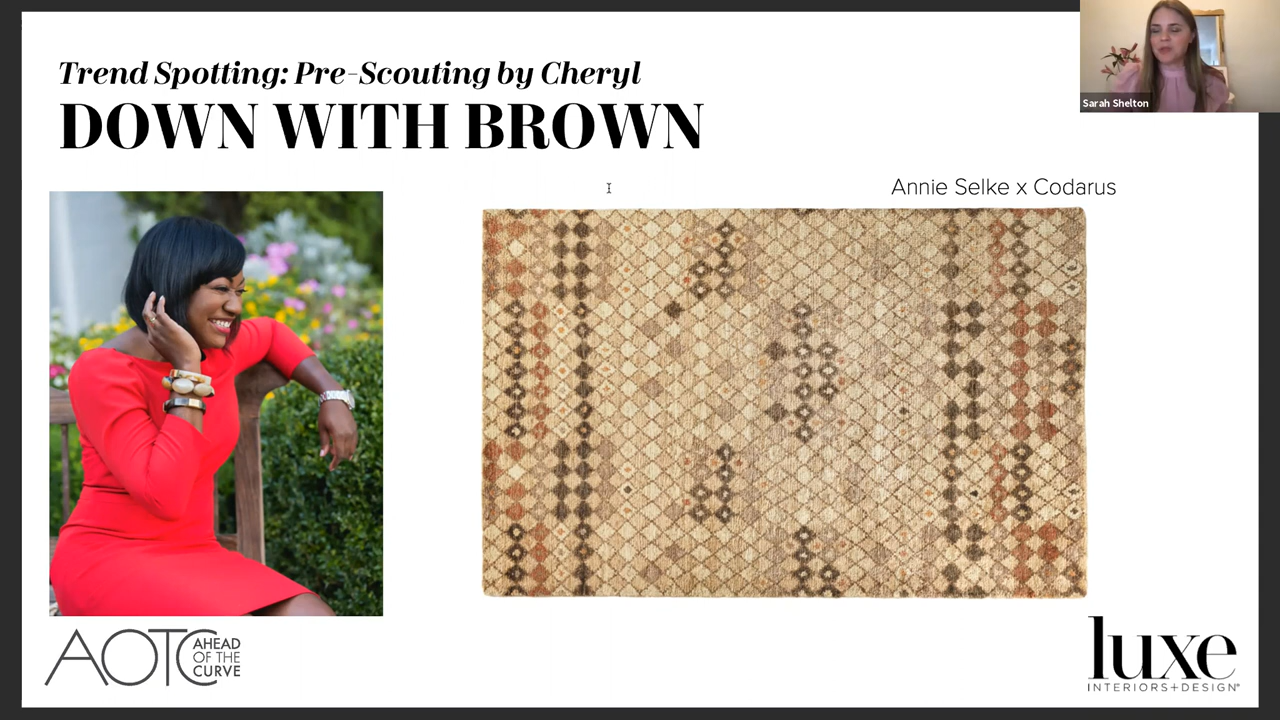 Trend Spotting: Pre-Scouting by Cheryl
DOWN WITH BROWN
Sarah Shelton
Annie Selke x Codarus
AOTC AHEAD
OF THE
CURVE
luxe
INTERIORS+DESIGN®